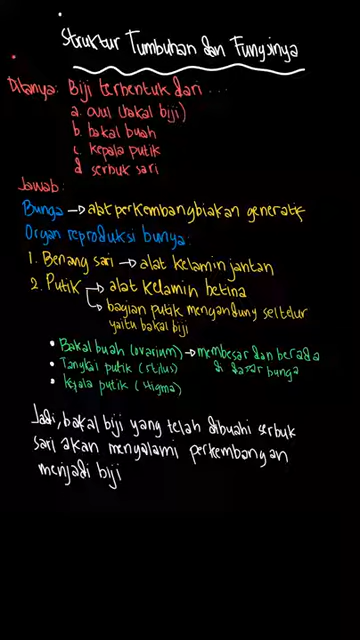 Struktur Tumbuhan dan Fungsinya
Ditanya: Biji terbentuk dari ...
a. ovul (bakal biji)
b. bakal buah
c. kepala putik
d serbuk sari
Jawab:
Bunga → alat perkembangbiakan generatif
Organ reproduksi bunga:
1. Benang sari → alat kelamin jantan
2. Putik → alat kelamin betina
↳ bagian putik mengandung sel telur
yaitu bakal biji
• Bakal buah (ovarium) → membesar dan berada
di dasar bunga
• Tangkai putik (stilus)
• Kepala putik (stigma)
Jadi, bakal biji yang telah dibuahi serbuk
sari akan mengalami perkembangan
menjadi biji